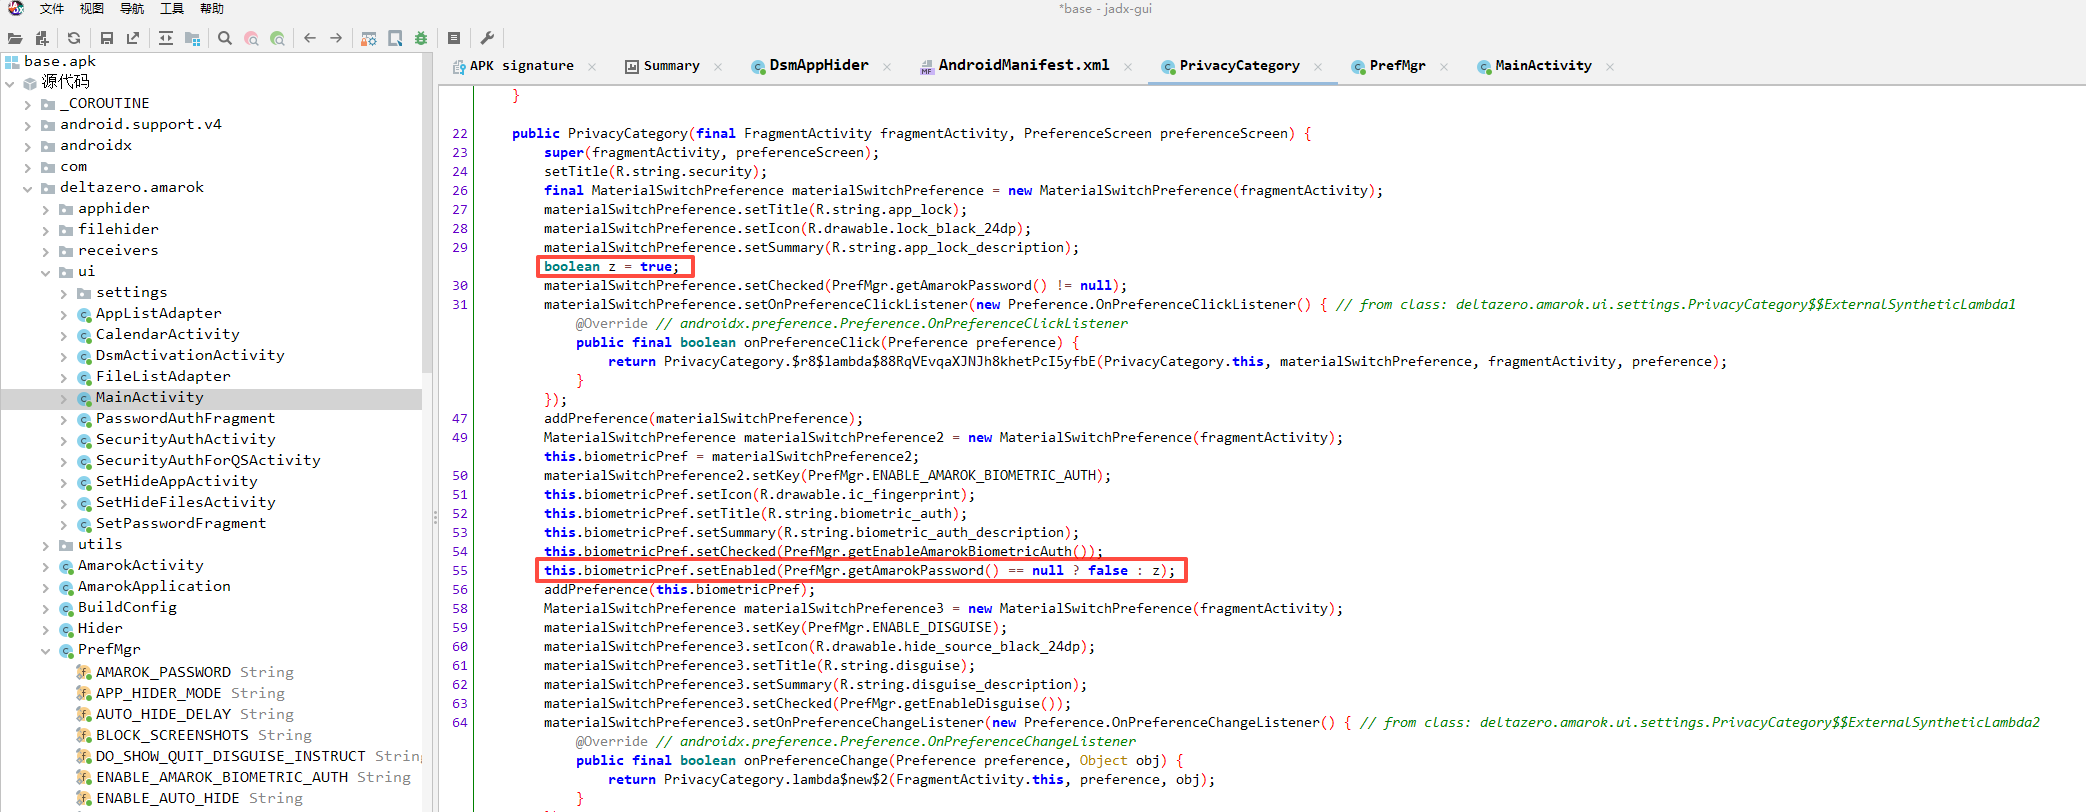 文件 视图 导航 工具 帮助
*base - jadx-gui
base.apk
源代码
_COROUTINE
android.support.v4
androidx
com
deltazero.amarok
apphider
filehider
receivers
ui
settings
AppListAdapter
CalendarActivity
DsmActivationActivity
FileListAdapter
MainActivity
PasswordAuthFragment
SecurityAuthActivity
SecurityAuthForQSActivity
SetHideAppActivity
SetHideFilesActivity
SetPasswordFragment
utils
AmarokActivity
AmarokApplication
BuildConfig
Hider
PrefMgr
AMAROK_PASSWORD String
APP_HIDER_MODE String
AUTO_HIDE_DELAY String
BLOCK_SCREENSHOTS String
DO_SHOW_QUIT_DISGUISE_INSTRUCT String
ENABLE_AMAROK_BIOMETRIC_AUTH String
ENABLE_AUTO_HIDE String
APK signature Summary DsmAppHider AndroidManifest.xml PrivacyCategory PrefMgr MainActivity
}
22 public PrivacyCategory(final FragmentActivity fragmentActivity, PreferenceScreen preferenceScreen) {
23 super(fragmentActivity, preferenceScreen);
24 setTitle(R.string.security);
26 final MaterialSwitchPreference materialSwitchPreference = new MaterialSwitchPreference(fragmentActivity);
27 materialSwitchPreference.setTitle(R.string.app_lock);
28 materialSwitchPreference.setIcon(R.drawable.lock_black_24dp);
29 materialSwitchPreference.setSummary(R.string.app_lock_description);
boolean z = true;
30 materialSwitchPreference.setChecked(PrefMgr.getAmarokPassword() != null);
31 materialSwitchPreference.setOnPreferenceClickListener(new Preference.OnPreferenceClickListener() { // from class: deltazero.amarok.ui.settings.PrivacyCategory$$ExternalSyntheticLambda1
@Override // androidx.preference.Preference.OnPreferenceClickListener
public final boolean onPreferenceClick(Preference preference) {
return PrivacyCategory.$r8$lambda$88RqVEvqaXJNJh8khetPcI5yfbE(PrivacyCategory.this, materialSwitchPreference, fragmentActivity, preference);
}
});
47 addPreference(materialSwitchPreference);
49 MaterialSwitchPreference materialSwitchPreference2 = new MaterialSwitchPreference(fragmentActivity);
this.biometricPref = materialSwitchPreference2;
50 materialSwitchPreference2.setKey(PrefMgr.ENABLE_AMAROK_BIOMETRIC_AUTH);
51 this.biometricPref.setIcon(R.drawable.ic_fingerprint);
52 this.biometricPref.setTitle(R.string.biometric_auth);
53 this.biometricPref.setSummary(R.string.biometric_auth_description);
54 this.biometricPref.setChecked(PrefMgr.getEnableAmarokBiometricAuth());
55 this.biometricPref.setEnabled(PrefMgr.getAmarokPassword() == null ? false : z);
56 addPreference(this.biometricPref);
58 MaterialSwitchPreference materialSwitchPreference3 = new MaterialSwitchPreference(fragmentActivity);
59 materialSwitchPreference3.setKey(PrefMgr.ENABLE_DISGUISE);
60 materialSwitchPreference3.setIcon(R.drawable.hide_source_black_24dp);
61 materialSwitchPreference3.setTitle(R.string.disguise);
62 materialSwitchPreference3.setSummary(R.string.disguise_description);
63 materialSwitchPreference3.setChecked(PrefMgr.getEnableDisguise());
64 materialSwitchPreference3.setOnPreferenceChangeListener(new Preference.OnPreferenceChangeListener() { // from class: deltazero.amarok.ui.settings.PrivacyCategory$$ExternalSyntheticLambda2
@Override // androidx.preference.Preference.OnPreferenceChangeListener
public final boolean onPreferenceChange(Preference preference, Object obj) {
return PrivacyCategory.lambda$new$2(FragmentActivity.this, preference, obj);
}